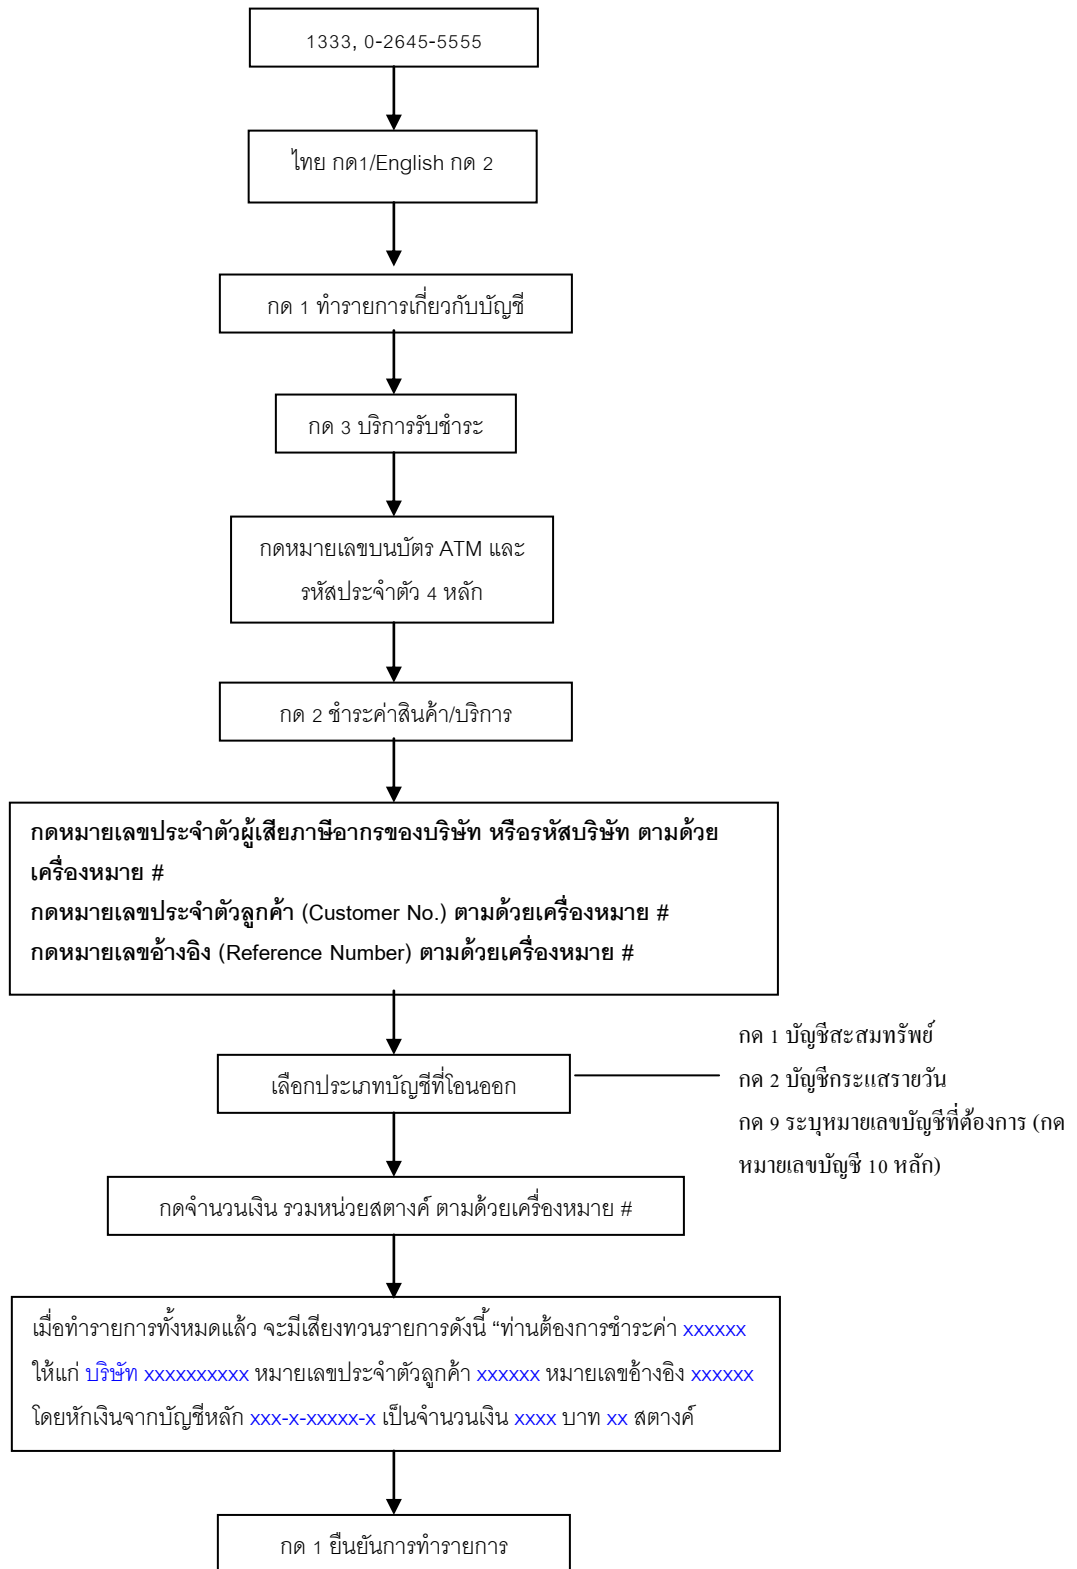 1333, 0-2645-5555
ไทย กด1/English กด 2
กด 1 ทำรายการเกี่ยวกับบัญชี
กด 3 บริการรับชำระ
กดหมายเลขบนบัตร ATM และ
รหัสประจำตัว 4 หลัก
กด 2 ชำระค่าสินค้า/บริการ
กดหมายเลขประจำตัวผู้เสียภาษีอากรของบริษัท หรือรหัสบริษัท ตามด้วย
เครื่องหมาย #
กดหมายเลขประจำตัวลูกค้า (Customer No.) ตามด้วยเครื่องหมาย #
กดหมายเลขอ้างอิง (Reference Number) ตามด้วยเครื่องหมาย #
เลือกประเภทบัญชีที่โอนออก
กด 1 บัญชีสะสมทรัพย์
กด 2 บัญชีกระแสรายวัน
กด 9 ระบุหมายเลขบัญชีที่ต้องการ (กด
หมายเลขบัญชี 10 หลัก)
กดจำนวนเงิน รวมหน่วยสตางค์ ตามด้วยเครื่องหมาย #
เมื่อทำรายการทั้งหมดแล้ว จะมีเสียงทวนรายการดังนี้ “ท่านต้องการชำระค่า xxxxxx
ให้แก่ บริษัท xxxxxxxxxx หมายเลขประจำตัวลูกค้า xxxxxx หมายเลขอ้างอิง xxxxxx
โดยหักเงินจากบัญชีหลัก xxx-x-xxxxx-x เป็นจำนวนเงิน xxxx บาท xx สตางค์
กด 1 ยืนยันการทำรายการ